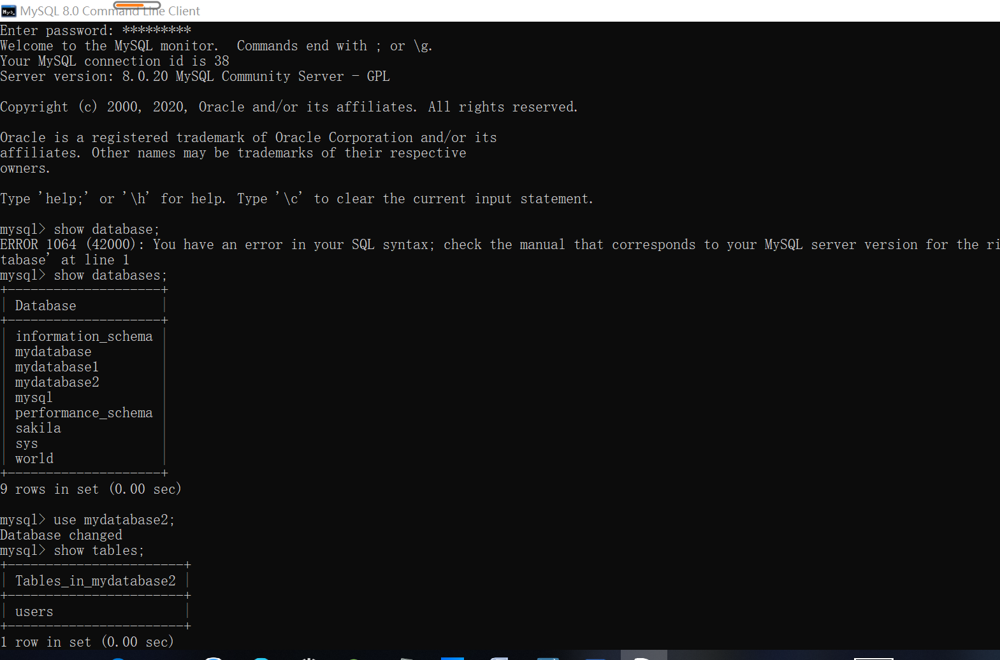 MySQL 8.0 Command Line Client
Enter password: *********
Welcome to the MySQL monitor.  Commands end with ; or \g.
Your MySQL connection id is 38
Server version: 8.0.20 MySQL Community Server - GPL
Copyright (c) 2000, 2020, Oracle and/or its affiliates. All rights reserved.
Oracle is a registered trademark of Oracle Corporation and/or its
affiliates. Other names may be trademarks of their respective
owners.
Type 'help;' or '\h' for help. Type '\c' to clear the current input statement.
mysql> show database;
ERROR 1064 (42000): You have an error in your SQL syntax; check the manual that corresponds to your MySQL server version for the ri
tabase' at line 1
mysql> show databases;
+--------------------+
| Database           |
+--------------------+
| information_schema |
| mydatabase         |
| mydatabase1        |
| mydatabase2        |
| mysql              |
| performance_schema |
| sakila             |
| sys                |
| world              |
+--------------------+
9 rows in set (0.00 sec)
mysql> use mydatabase2;
Database changed
mysql> show tables;
+-----------------------+
| Tables_in_mydatabase2 |
+-----------------------+
| users                 |
+-----------------------+
1 row in set (0.00 sec)